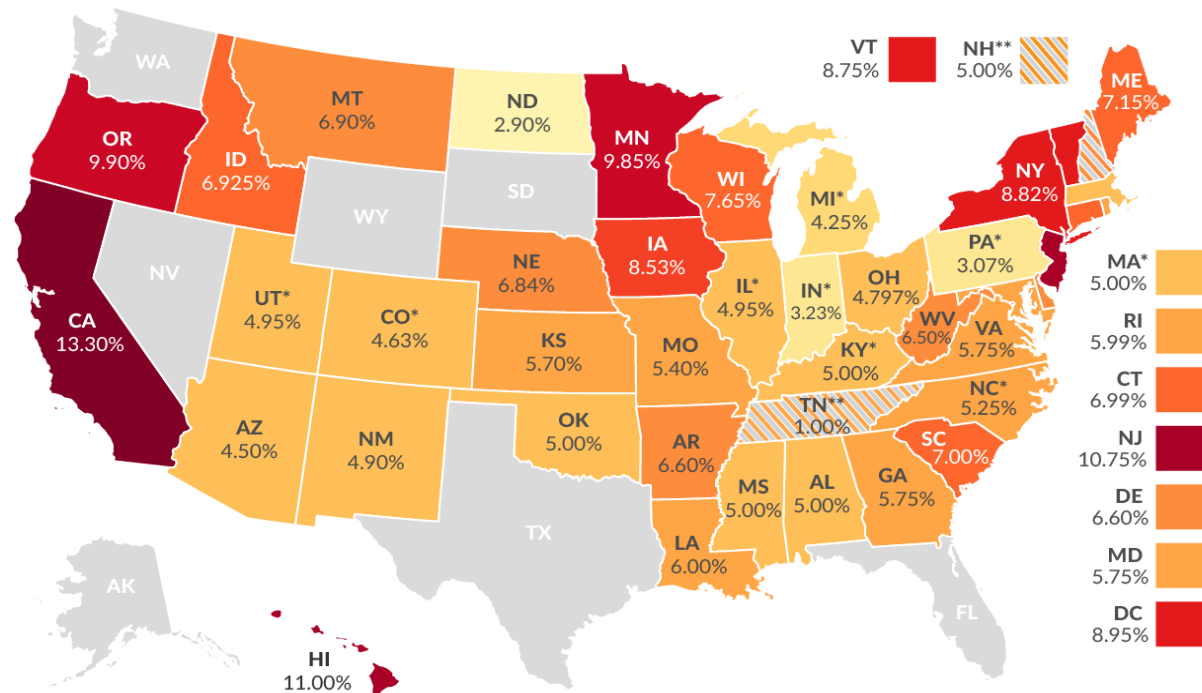 VT
8.75%
NH**
5.00%
WA
MT
6.90%
ND
2.90%
MN
9.85%
ME
7.15%
OR
9.90%
ID
6.925%
SD
WI
7.65%
MI*
4.25%
NY
8.82%
WY
IA
8.53%
PA*
3.07%
NV
NE
6.84%
UT*
4.95%
CO*
4.63%
IL*
4.95%
IN*
3.23%
OH
4.797%
MA*
5.00%
CA
13.30%
KS
5.70%
MO
5.40%
KY*
5.00%
WV
6.50%
VA
5.75%
RI
5.99%
AZ
4.50%
NM
4.90%
OK
5.00%
AR
6.60%
TN**
1.00%
NC*
5.25%
CT
6.99%
SC
7.00%
MS
5.00%
AL
5.00%
GA
5.75%
NJ
10.75%
TX
LA
6.00%
DE
6.60%
AK
FL
MD
5.75%
HI
11.00%
DC
8.95%